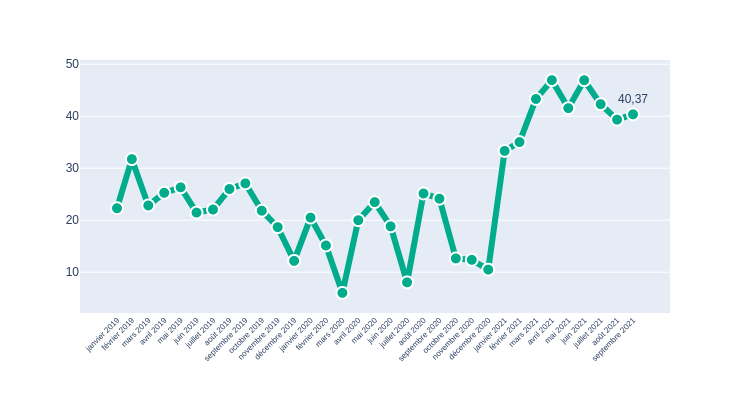 50
40
30
20
10
40,37
janvier 2019
février 2019
mars 2019
avril 2019
mai 2019
juin 2019
juillet 2019
août 2019
septembre 2019
octobre 2019
novembre 2019
décembre 2019
janvier 2020
février 2020
mars 2020
avril 2020
mai 2020
juin 2020
juillet 2020
août 2020
septembre 2020
octobre 2020
novembre 2020
décembre 2020
janvier 2021
février 2021
mars 2021
avril 2021
mai 2021
juin 2021
juillet 2021
août 2021
septembre 2021